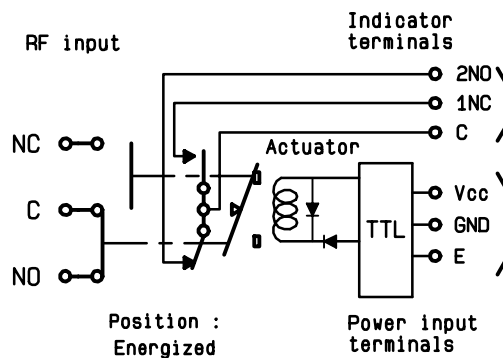 Indicator
terminals
RF input
2NO
1NC
C
Actuator
NC
C
NO
TTL
Vcc
GND
E
Position :
Energized
Power input
terminals